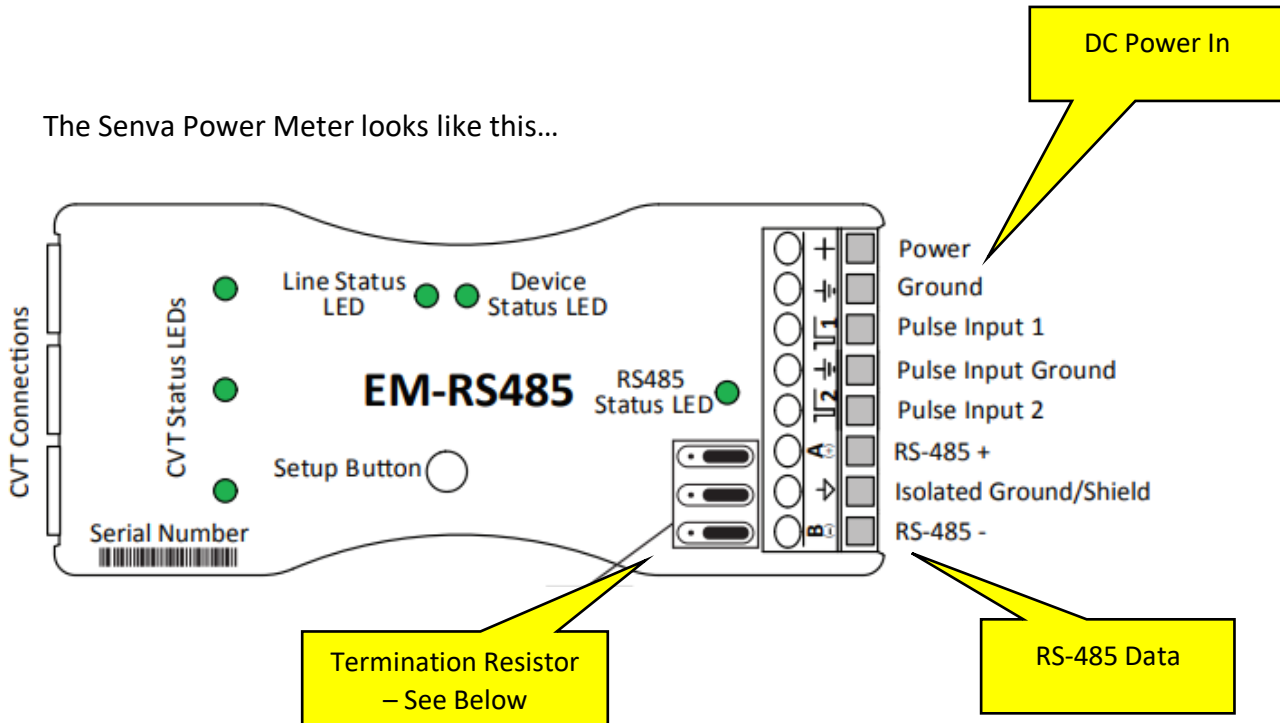 DC Power In
The Senva Power Meter looks like this…
CVT Connections
CVT Status LEDs
Line Status
LED
Device
Status LED
EM-RS485
RS485
Status LED
Setup Button
Serial Number
+
1
2
A+
B-
Power
Ground
Pulse Input 1
Pulse Input Ground
Pulse Input 2
RS-485 +
Isolated Ground/Shield
RS-485 -
Termination Resistor
– See Below
RS-485 Data